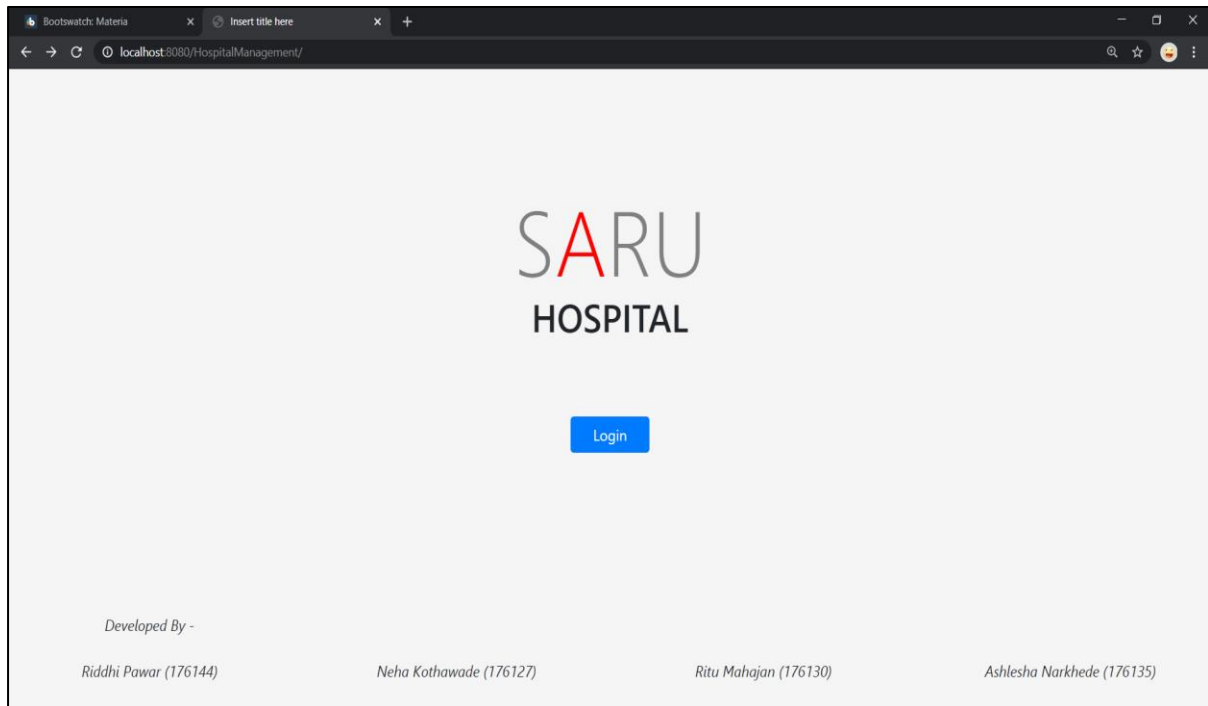 Bootswatch: Materia
Insert title here
localhost:8080/HospitalManagement/
SARU
HOSPITAL
Login
Developed By -
Riddhi Pawar (176144) Neha Kothawade (176127) Ritu Mahajan (176130) Ashlesha Narkhede (176135)